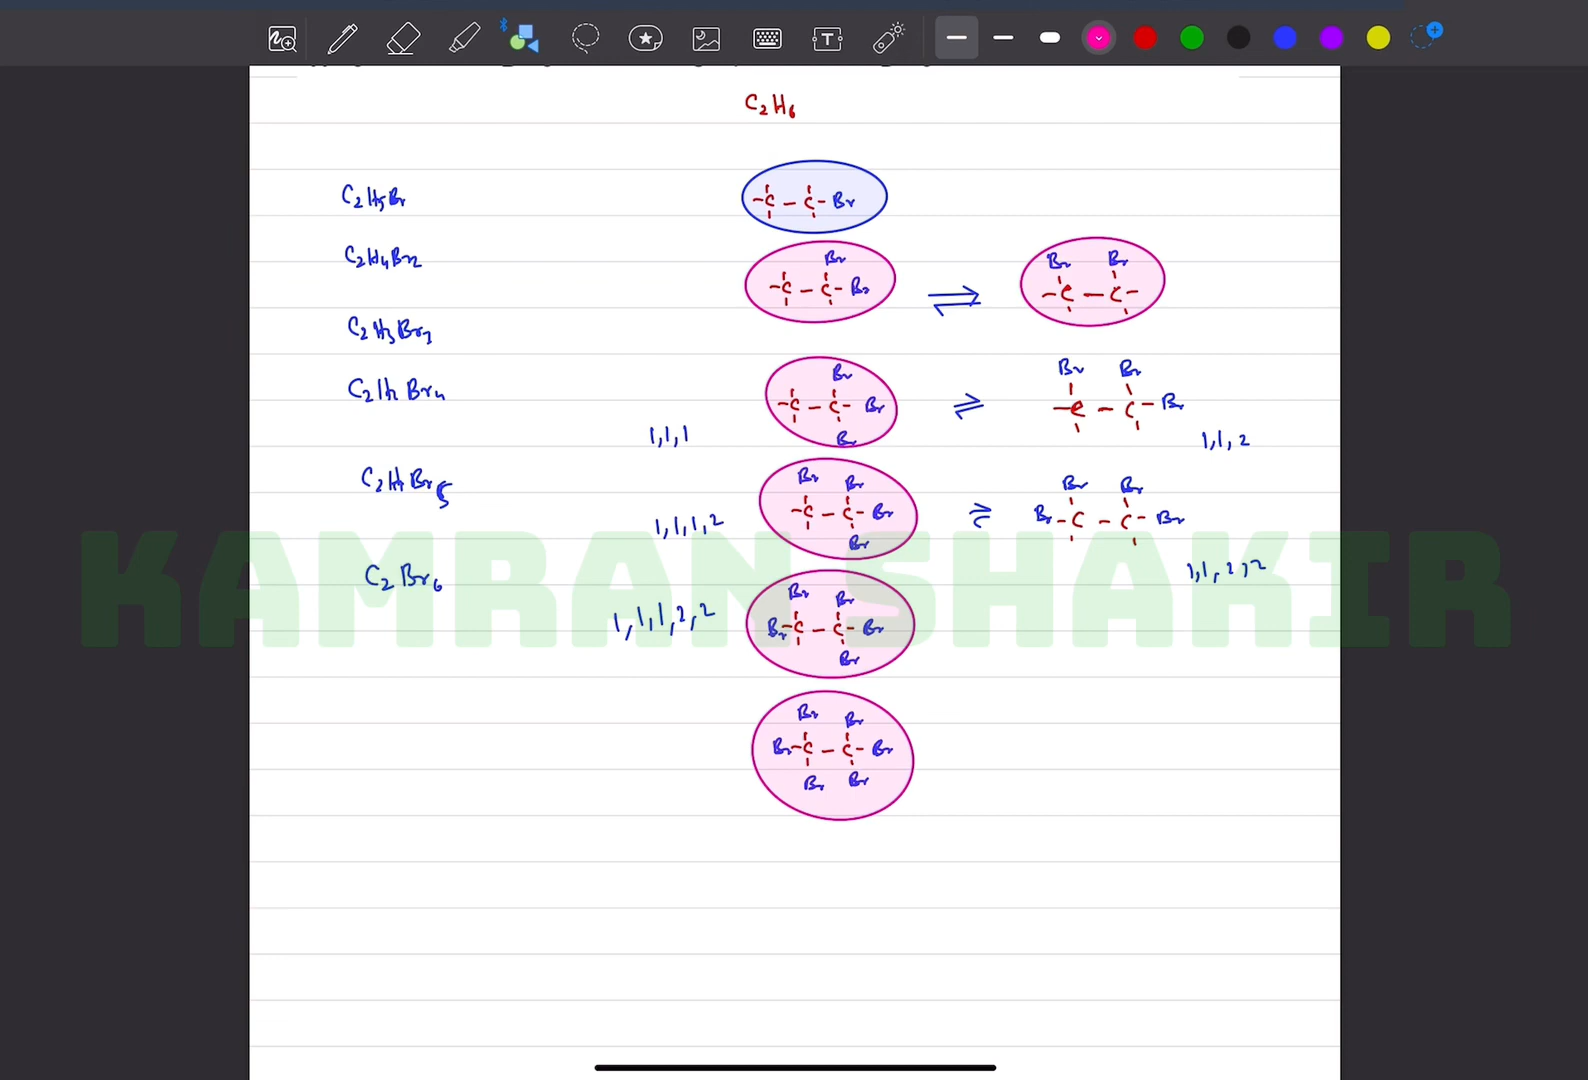 C2H6
C2H5Br
-C-C-Br
C2H4Br2
Br
-C-C-Br
Br Br
-C-C-
C2H3Br3
Br
-C-C-Br
Br
1,1,1
Br Br
-C-C-Br
1,1,2
C2H2Br4
Br Br
-C-C-Br
Br
1,1,1,2
Br Br
Br-C-C-Br
1,1,2,2
C2HBr5
Br Br
Br-C-C-Br
Br
1,1,1,2,2
C2Br6
Br Br
Br-C-C-Br
Br Br
KAMRAN SHAKIR